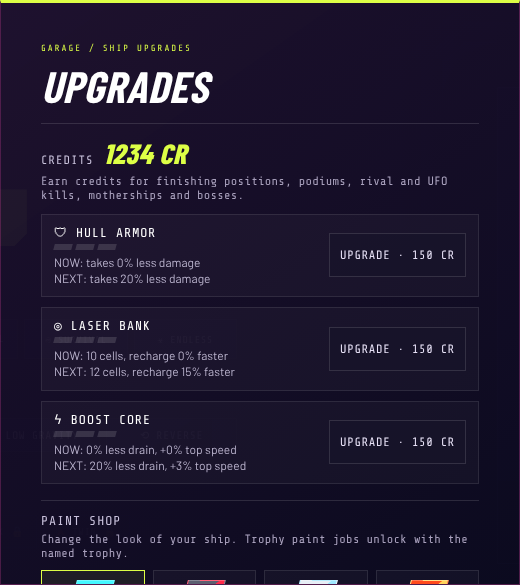 GARAGE / SHIP UPGRADES
UPGRADES
CREDITS 1234 CR
Earn credits for finishing positions, podiums, rival and UFO
kills, motherships and bosses.
HULL ARMOR
NOW: takes 0% less damage
NEXT: takes 20% less damage
UPGRADE · 150 CR
LASER BANK
NOW: 10 cells, recharge 0% faster
NEXT: 12 cells, recharge 15% faster
UPGRADE · 150 CR
BOOST CORE
NOW: 0% less drain, +0% top speed
NEXT: 20% less drain, +3% top speed
UPGRADE · 150 CR
PAINT SHOP
Change the look of your ship. Trophy paint jobs unlock with the
named trophy.